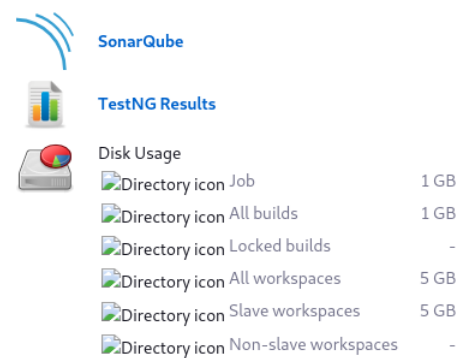 SonarQube
TestNG Results
Disk Usage
Directory icon Job 1 GB
Directory icon All builds 1 GB
Directory icon Locked builds -
Directory icon All workspaces 5 GB
Directory icon Slave workspaces 5 GB
Directory icon Non-slave workspaces -